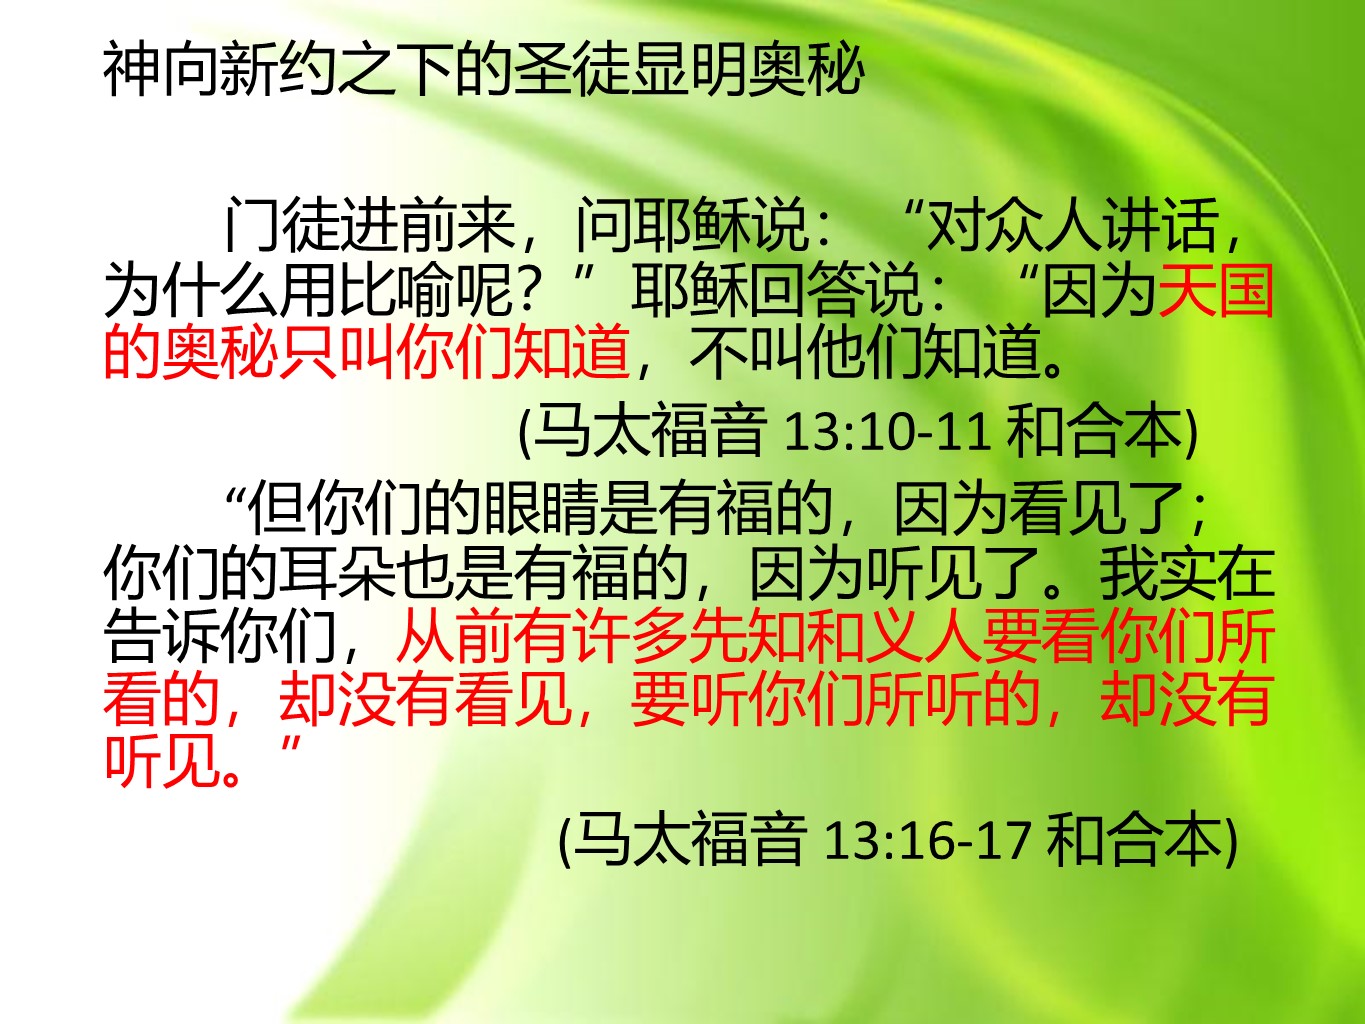 神向新约之下的圣徒显明奥秘
门徒进前来，问耶稣说：“对众人讲话，
为什么用比喻呢？”耶稣回答说：“因为天国
的奥秘只叫你们知道，不叫他们知道。
(马太福音 13:10-11 和合本)
“但你们的眼睛是有福的，因为看见了；
你们的耳朵也是有福的，因为听见了。我实在
告诉你们，从前有许多先知和义人要看你们所
看的，却没有看见，要听你们所听的，却没有
听见。”
(马太福音 13:16-17 和合本)